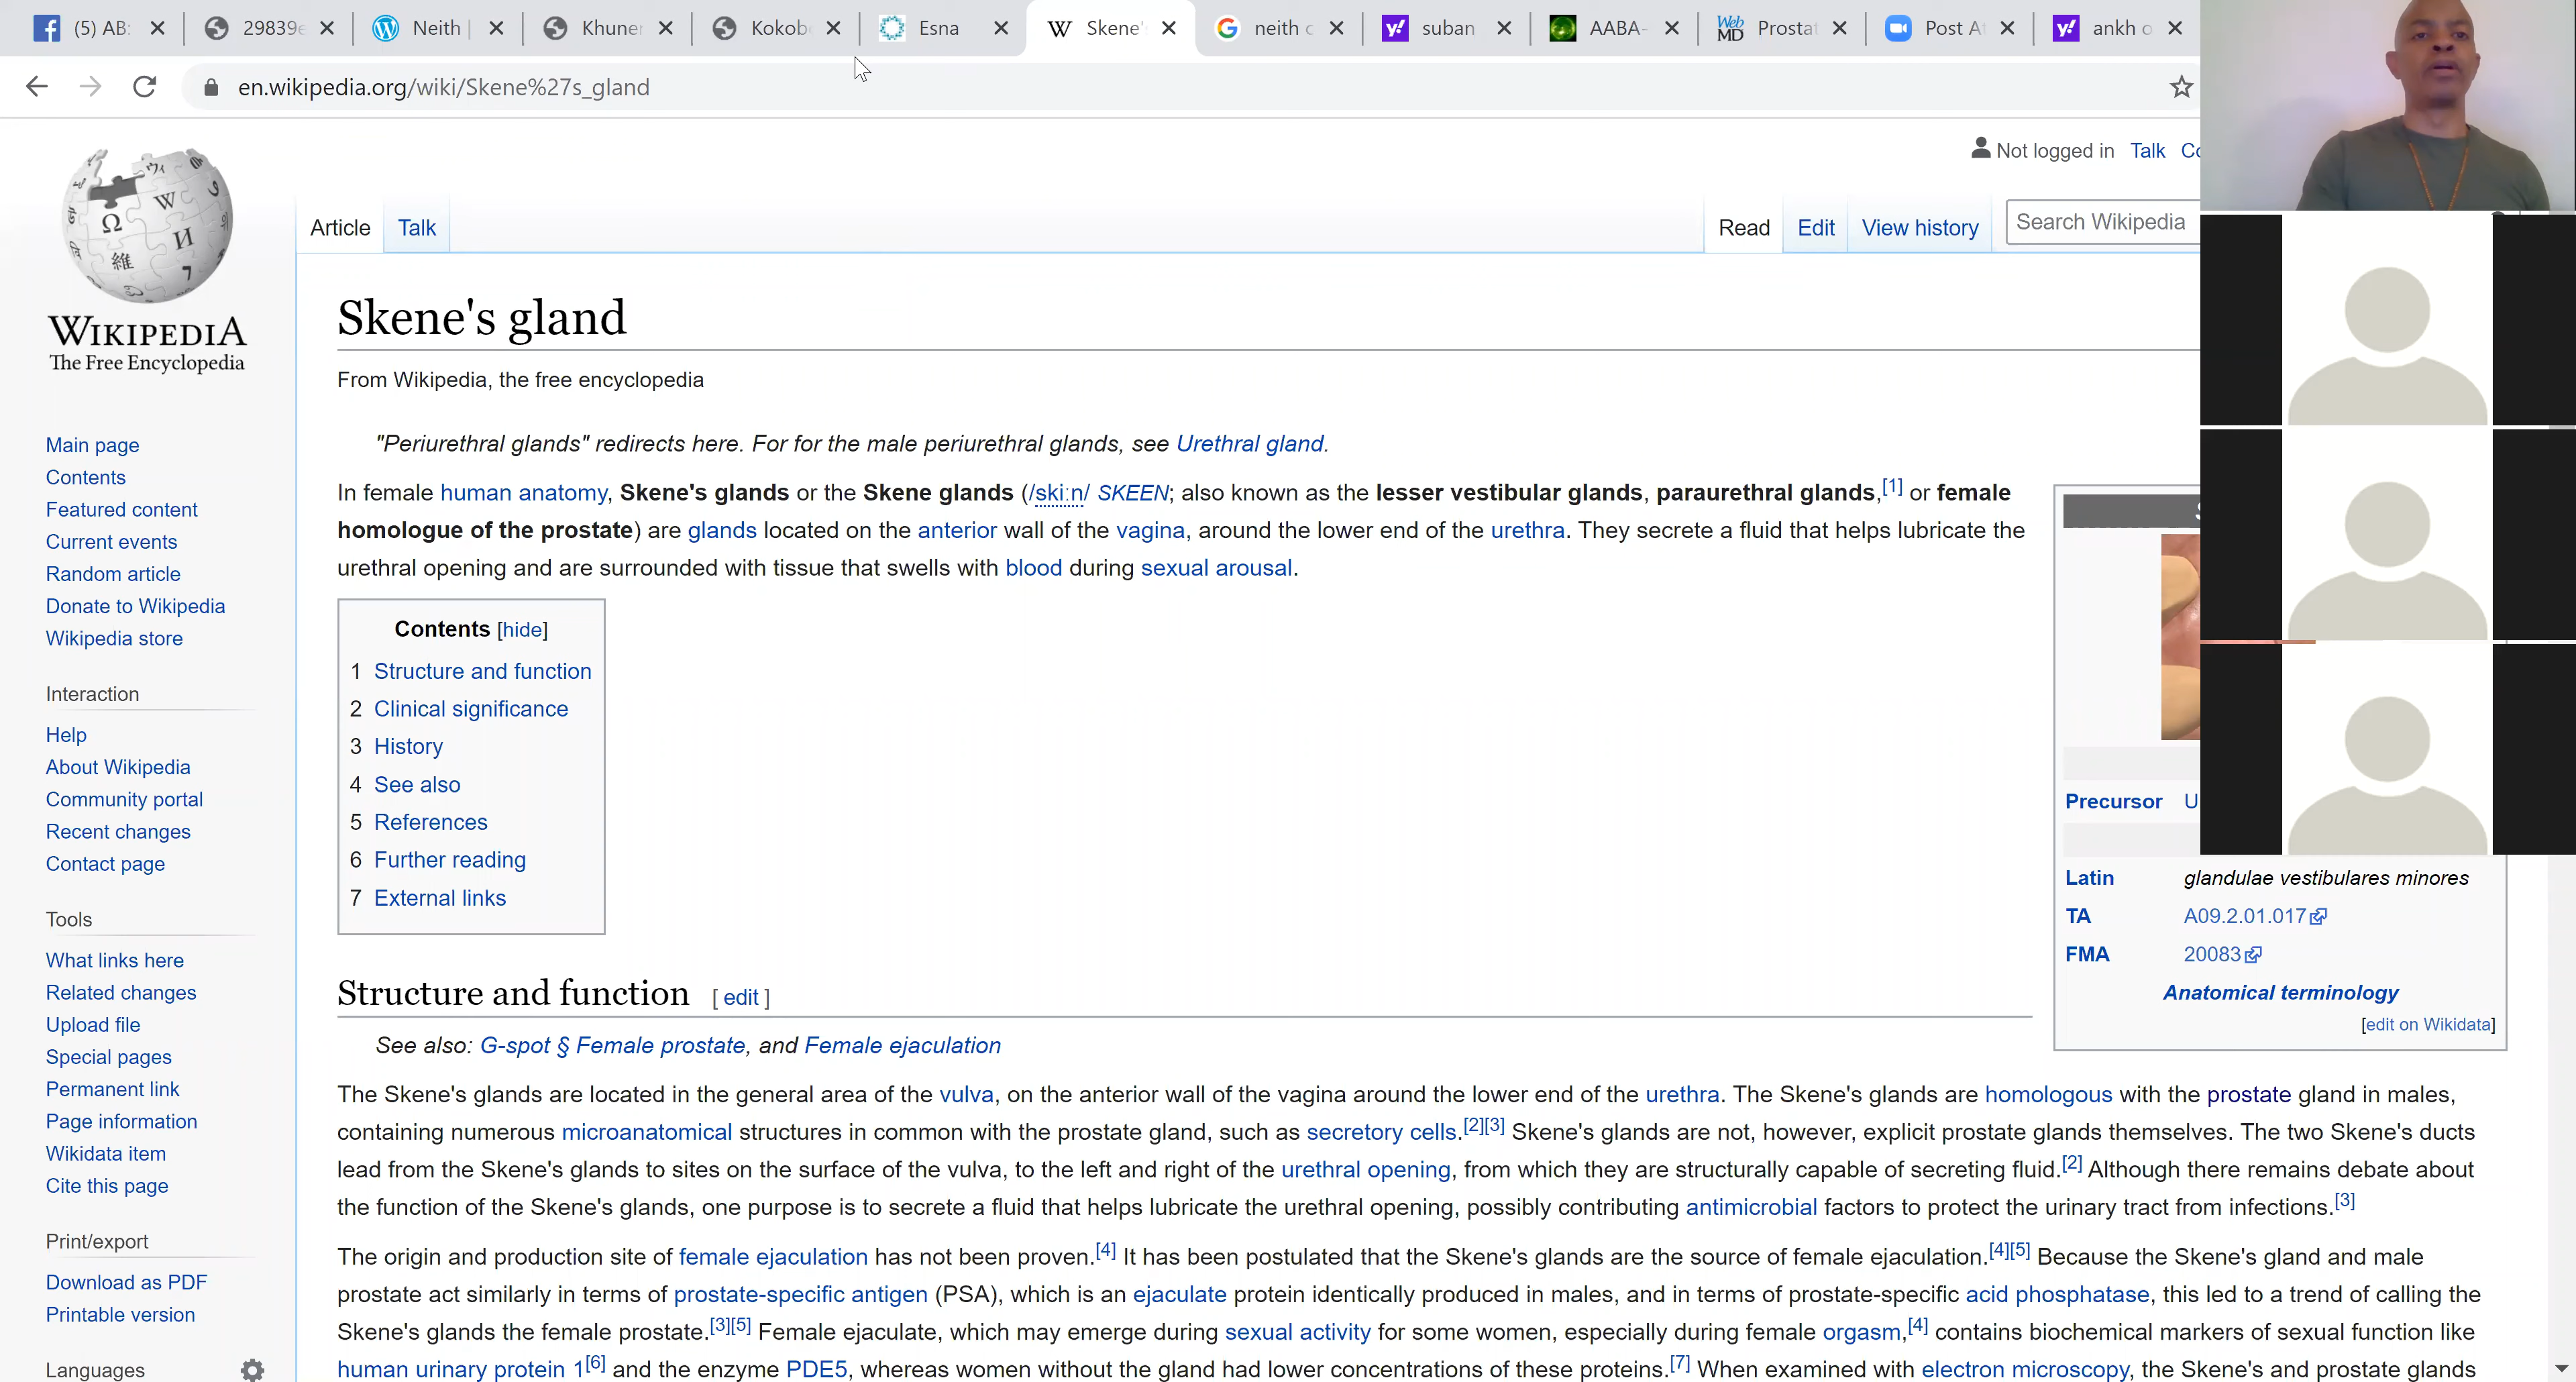 (5) AB:
29839e
Neith |
Khuner
Kokob
Esna
Skene'
neith c
suban
AABA-
Web MD Prostat
Post At
ankh o
en.wikipedia.org/wiki/Skene%27s_gland
Not logged in Talk
Article Talk Read Edit View history Search Wikipedia
WIKIPEDIA
The Free Encyclopedia
Main page
Contents
Featured content
Current events
Random article
Donate to Wikipedia
Wikipedia store
Interaction
Help
About Wikipedia
Community portal
Recent changes
Contact page
Tools
What links here
Related changes
Upload file
Special pages
Permanent link
Page information
Wikidata item
Cite this page
Print/export
Download as PDF
Printable version
Languages
Skene's gland
From Wikipedia, the free encyclopedia
"Periurethral glands" redirects here. For for the male periurethral glands, see Urethral gland.
In female human anatomy, Skene's glands or the Skene glands (/skiːn/ SKEEN; also known as the lesser vestibular glands, paraurethral glands,[1] or female
homologue of the prostate) are glands located on the anterior wall of the vagina, around the lower end of the urethra. They secrete a fluid that helps lubricate the
urethral opening and are surrounded with tissue that swells with blood during sexual arousal.
Contents [hide]
1 Structure and function
2 Clinical significance
3 History
4 See also
5 References
6 Further reading
7 External links
Precursor U
Latin glandulae vestibulares minores
TA A09.2.01.017
FMA 20083
Anatomical terminology
[edit on Wikidata]
Structure and function [ edit ]
See also: G-spot § Female prostate, and Female ejaculation
The Skene's glands are located in the general area of the vulva, on the anterior wall of the vagina around the lower end of the urethra. The Skene's glands are homologous with the prostate gland in males,
containing numerous microanatomical structures in common with the prostate gland, such as secretory cells.[2][3] Skene's glands are not, however, explicit prostate glands themselves. The two Skene's ducts
lead from the Skene's glands to sites on the surface of the vulva, to the left and right of the urethral opening, from which they are structurally capable of secreting fluid.[2] Although there remains debate about
the function of the Skene's glands, one purpose is to secrete a fluid that helps lubricate the urethral opening, possibly contributing antimicrobial factors to protect the urinary tract from infections.[3]
The origin and production site of female ejaculation has not been proven.[4] It has been postulated that the Skene's glands are the source of female ejaculation.[4][5] Because the Skene's gland and male
prostate act similarly in terms of prostate-specific antigen (PSA), which is an ejaculate protein identically produced in males, and in terms of prostate-specific acid phosphatase, this led to a trend of calling the
Skene's glands the female prostate.[3][5] Female ejaculate, which may emerge during sexual activity for some women, especially during female orgasm,[4] contains biochemical markers of sexual function like
human urinary protein 1[6] and the enzyme PDE5, whereas women without the gland had lower concentrations of these proteins.[7] When examined with electron microscopy, the Skene's and prostate glands